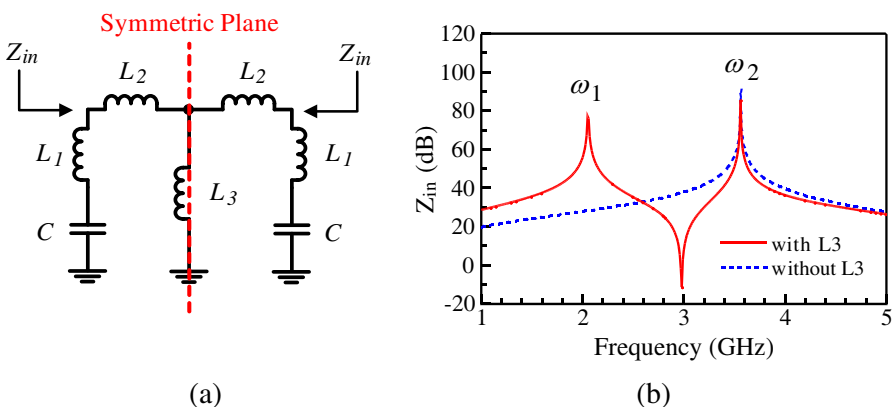 Symmetric Plane
Z_in
Z_in
L_2
L_2
L_1
L_1
L_3
C
C
(a)
120
100
80
60
40
20
0
-20
Z_in (dB)
ω_1
ω_2
with L3
without L3
1
2
3
4
5
Frequency (GHz)
(b)